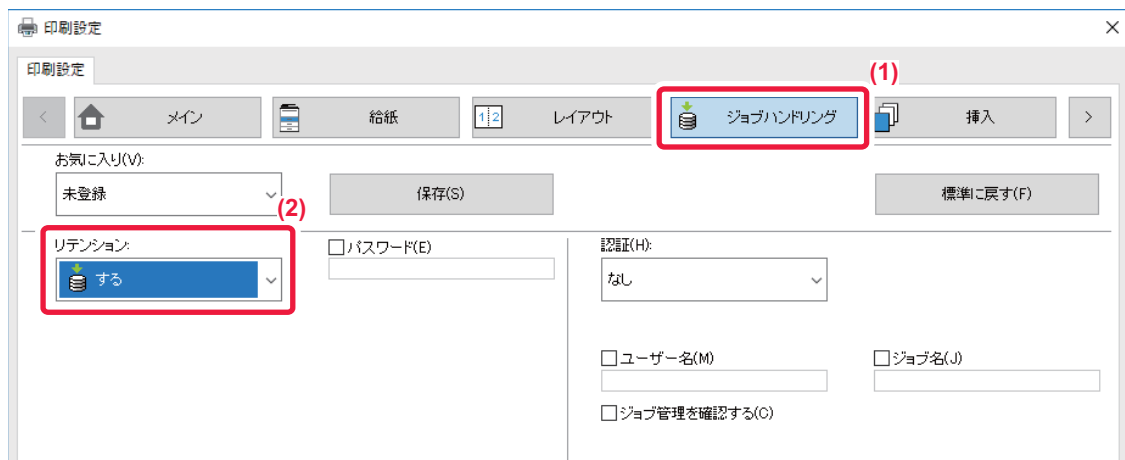 印刷設定
印刷設定
(1)
メイン 給紙 1 2 レイアウト ジョブハンドリング 挿入
お気に入り(V):
未登録 保存(S) 標準に戻す(F)
(2)
リテンション: パスワード(E) 認証(H):
する なし
ユーザー名(M) ジョブ名(J)
ジョブ管理を確認する(C)